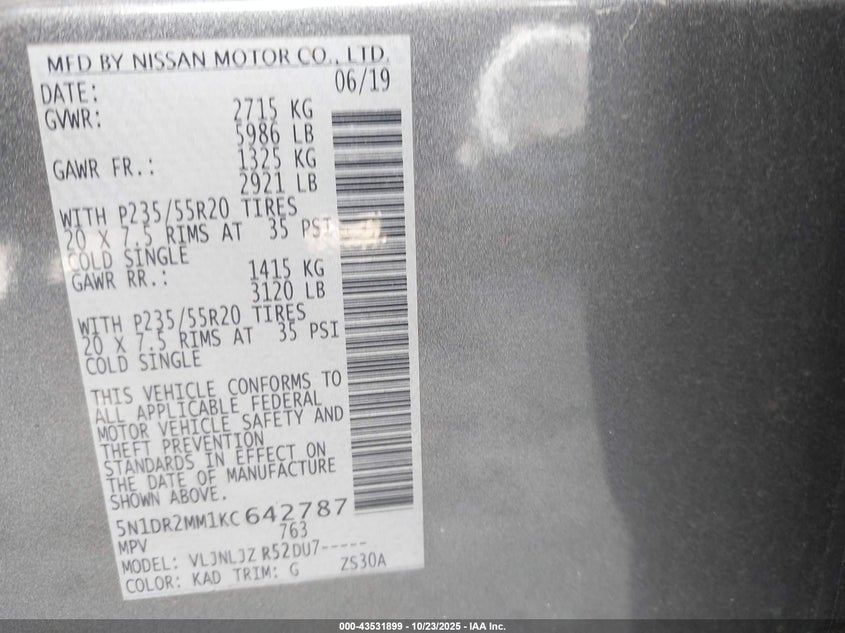 MFD BY NISSAN MOTOR CO., LTD.
DATE: 06/19
GVWR: 2715 KG
5986 LB
GAWR FR.: 1325 KG
2921 LB
WITH P235/55R20 TIRES
20 X 7.5 RIMS AT 35 PSI
COLD SINGLE
GAWR RR.: 1415 KG
3120 LB
WITH P235/55R20 TIRES
20 X 7.5 RIMS AT 35 PSI
COLD SINGLE
THIS VEHICLE CONFORMS TO
ALL APPLICABLE FEDERAL
MOTOR VEHICLE SAFETY AND
THEFT PREVENTION
STANDARDS IN EFFECT ON
THE DATE OF MANUFACTURE
SHOWN ABOVE.
5N1DR2MM1KC642787
MPV 763
MODEL: VLJNLJZ R52DU7-----
COLOR: KAD TRIM: G ZS30A
000-43531899 - 10/23/2025 - IAA Inc.